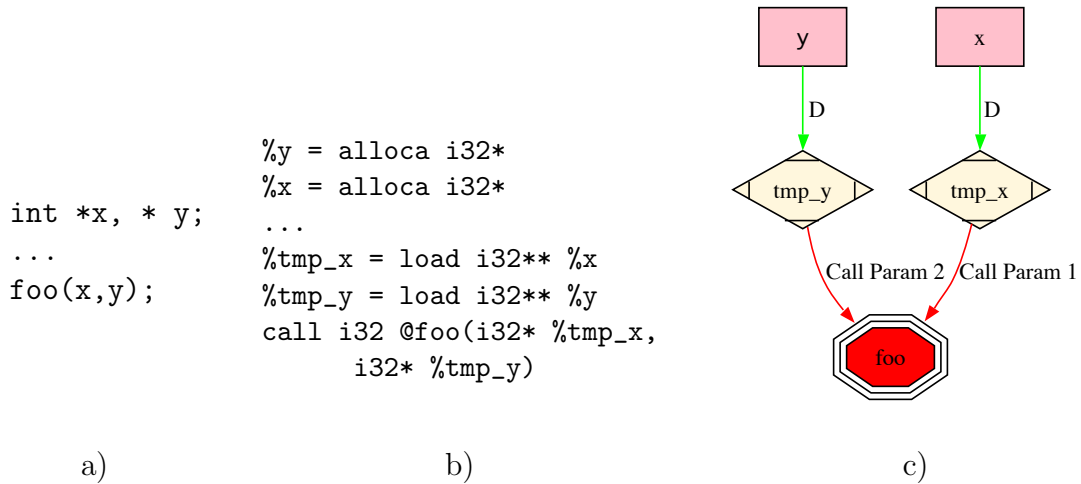 int *x, * y;
...
foo(x,y);
a)
%y = alloca i32*
%x = alloca i32*
...
%tmp_x = load i32** %x
%tmp_y = load i32** %y
call i32 @foo(i32* %tmp_x,
i32* %tmp_y)
b)
y
x
D
D
tmp_y
tmp_x
Call Param 2
Call Param 1
foo
c)